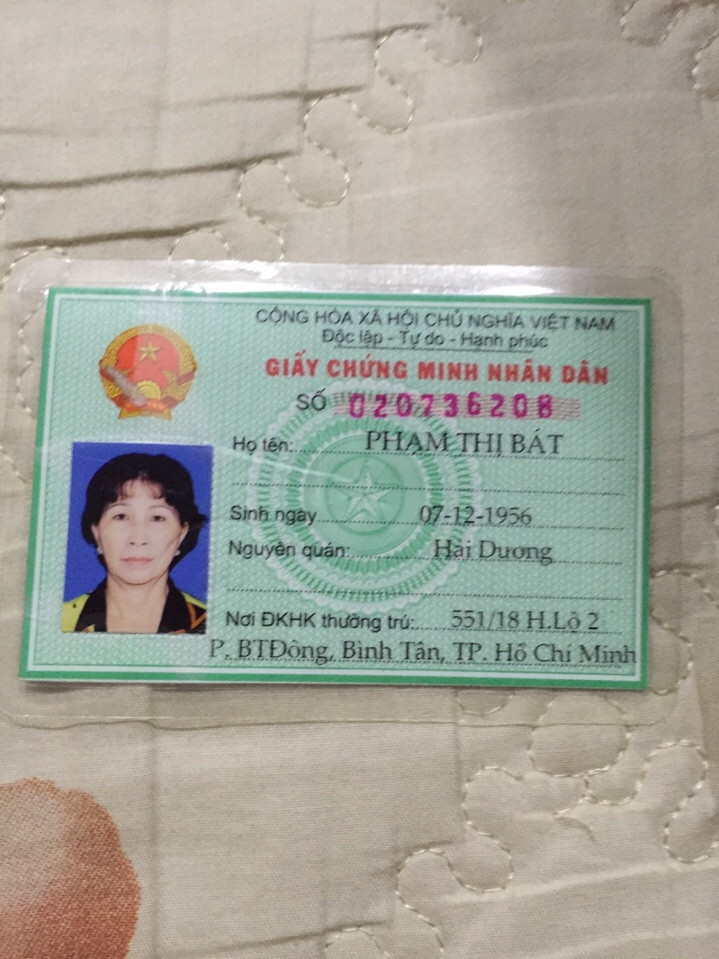 CỘNG HÒA XÃ HỘI CHỦ NGHĨA VIỆT NAM
Độc lập - Tự do - Hạnh phúc
GIẤY CHỨNG MINH NHÂN DÂN
SỐ 020736208
Họ tên: PHẠM THỊ BÁT
Sinh ngày 07-12-1956
Nguyên quán: Hải Dương
Nơi ĐKHK thường trú: 551/18 H.Lộ 2
P. BTĐông, Bình Tân, TP. Hồ Chí Minh